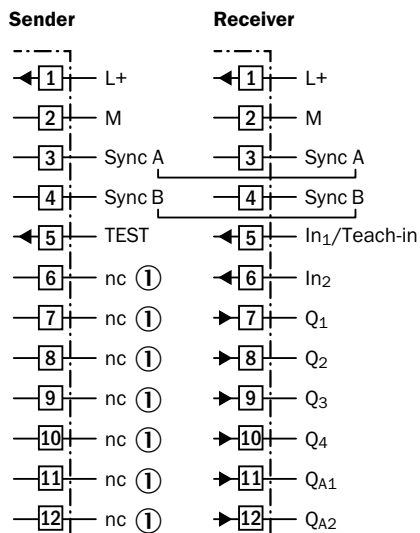 Sender Receiver
1 L+ 1 L+
2 M 2 M
3 Sync A 3 Sync A
4 Sync B 4 Sync B
5 TEST 5 In₁/Teach-in
6 nc ① 6 In₂
7 nc ① 7 Q₁
8 nc ① 8 Q₂
9 nc ① 9 Q₃
10 nc ① 10 Q₄
11 nc ① 11 Qᴀ₁
12 nc ① 12 Qᴀ₂